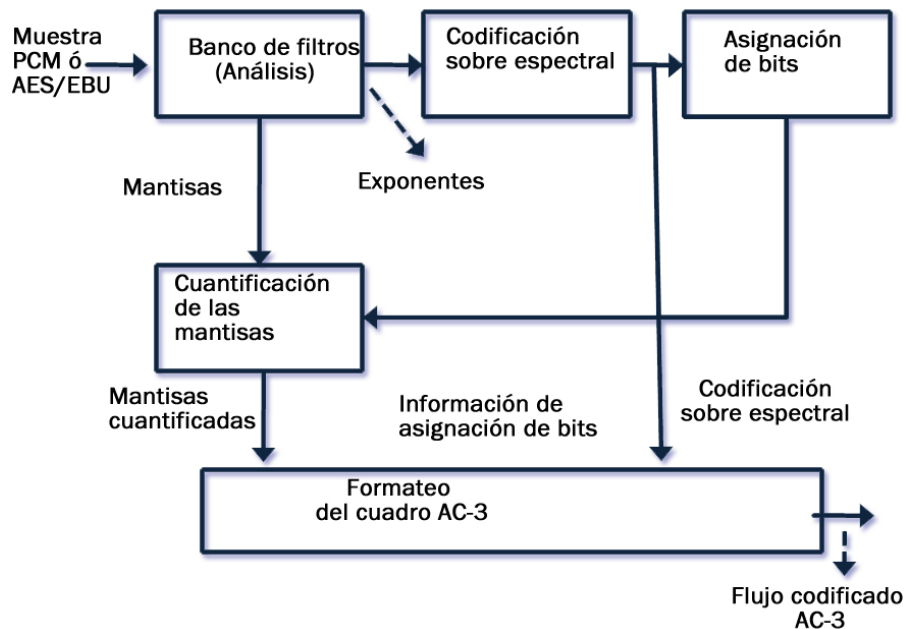 Muestra
PCM ó
AES/EBU
Banco de filtros
(Análisis)
Codificación
sobre espectral
Asignación
de bits
Mantisas
Exponentes
Cuantificación
de las
mantisas
Mantisas
cuantificadas
Información de
asignación de bits
Codificación
sobre espectral
Formateo
del cuadro AC-3
Flujo codificado
AC-3